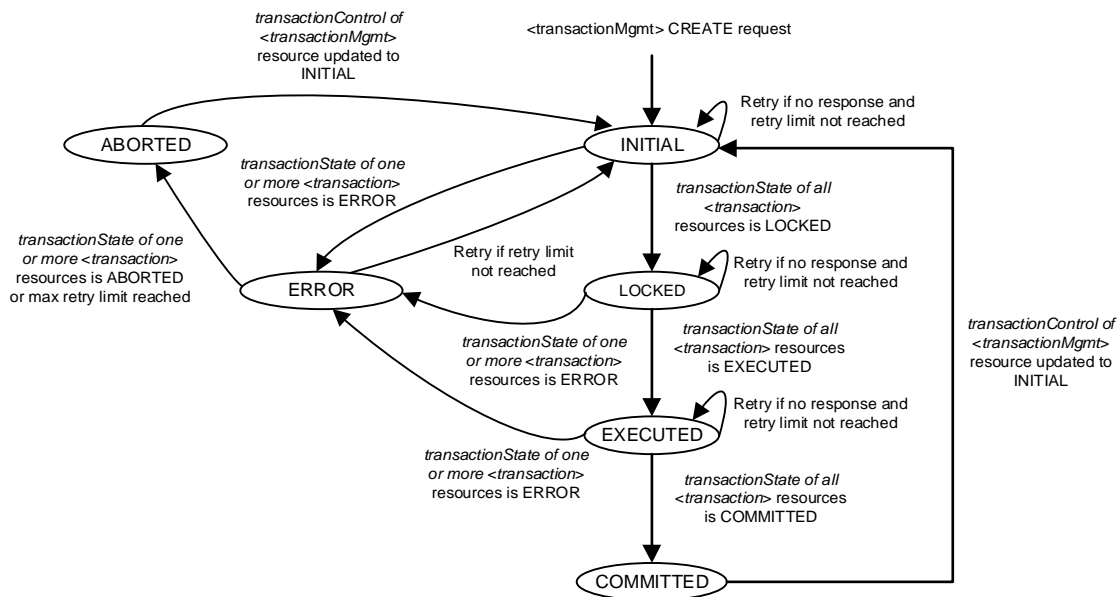 transactionControl of
<transactionMgmt>
resource updated to
INITIAL
<transactionMgmt> CREATE request
Retry if no response and
retry limit not reached
ABORTED
INITIAL
transactionState of one
or more <transaction>
resources is ERROR
transactionState of all
<transaction>
resources is LOCKED
transactionState of one
or more <transaction>
resources is ABORTED
or max retry limit reached
Retry if retry limit
not reached
Retry if no response and
retry limit not reached
ERROR
LOCKED
transactionState of one
or more <transaction>
resources is ERROR
transactionState of all
<transaction> resources
is EXECUTED
transactionControl of
<transactionMgmt>
resource updated to
INITIAL
Retry if no response and
retry limit not reached
EXECUTED
transactionState of one
or more <transaction>
resources is ERROR
transactionState of all
<transaction> resources
is COMMITTED
COMMITTED